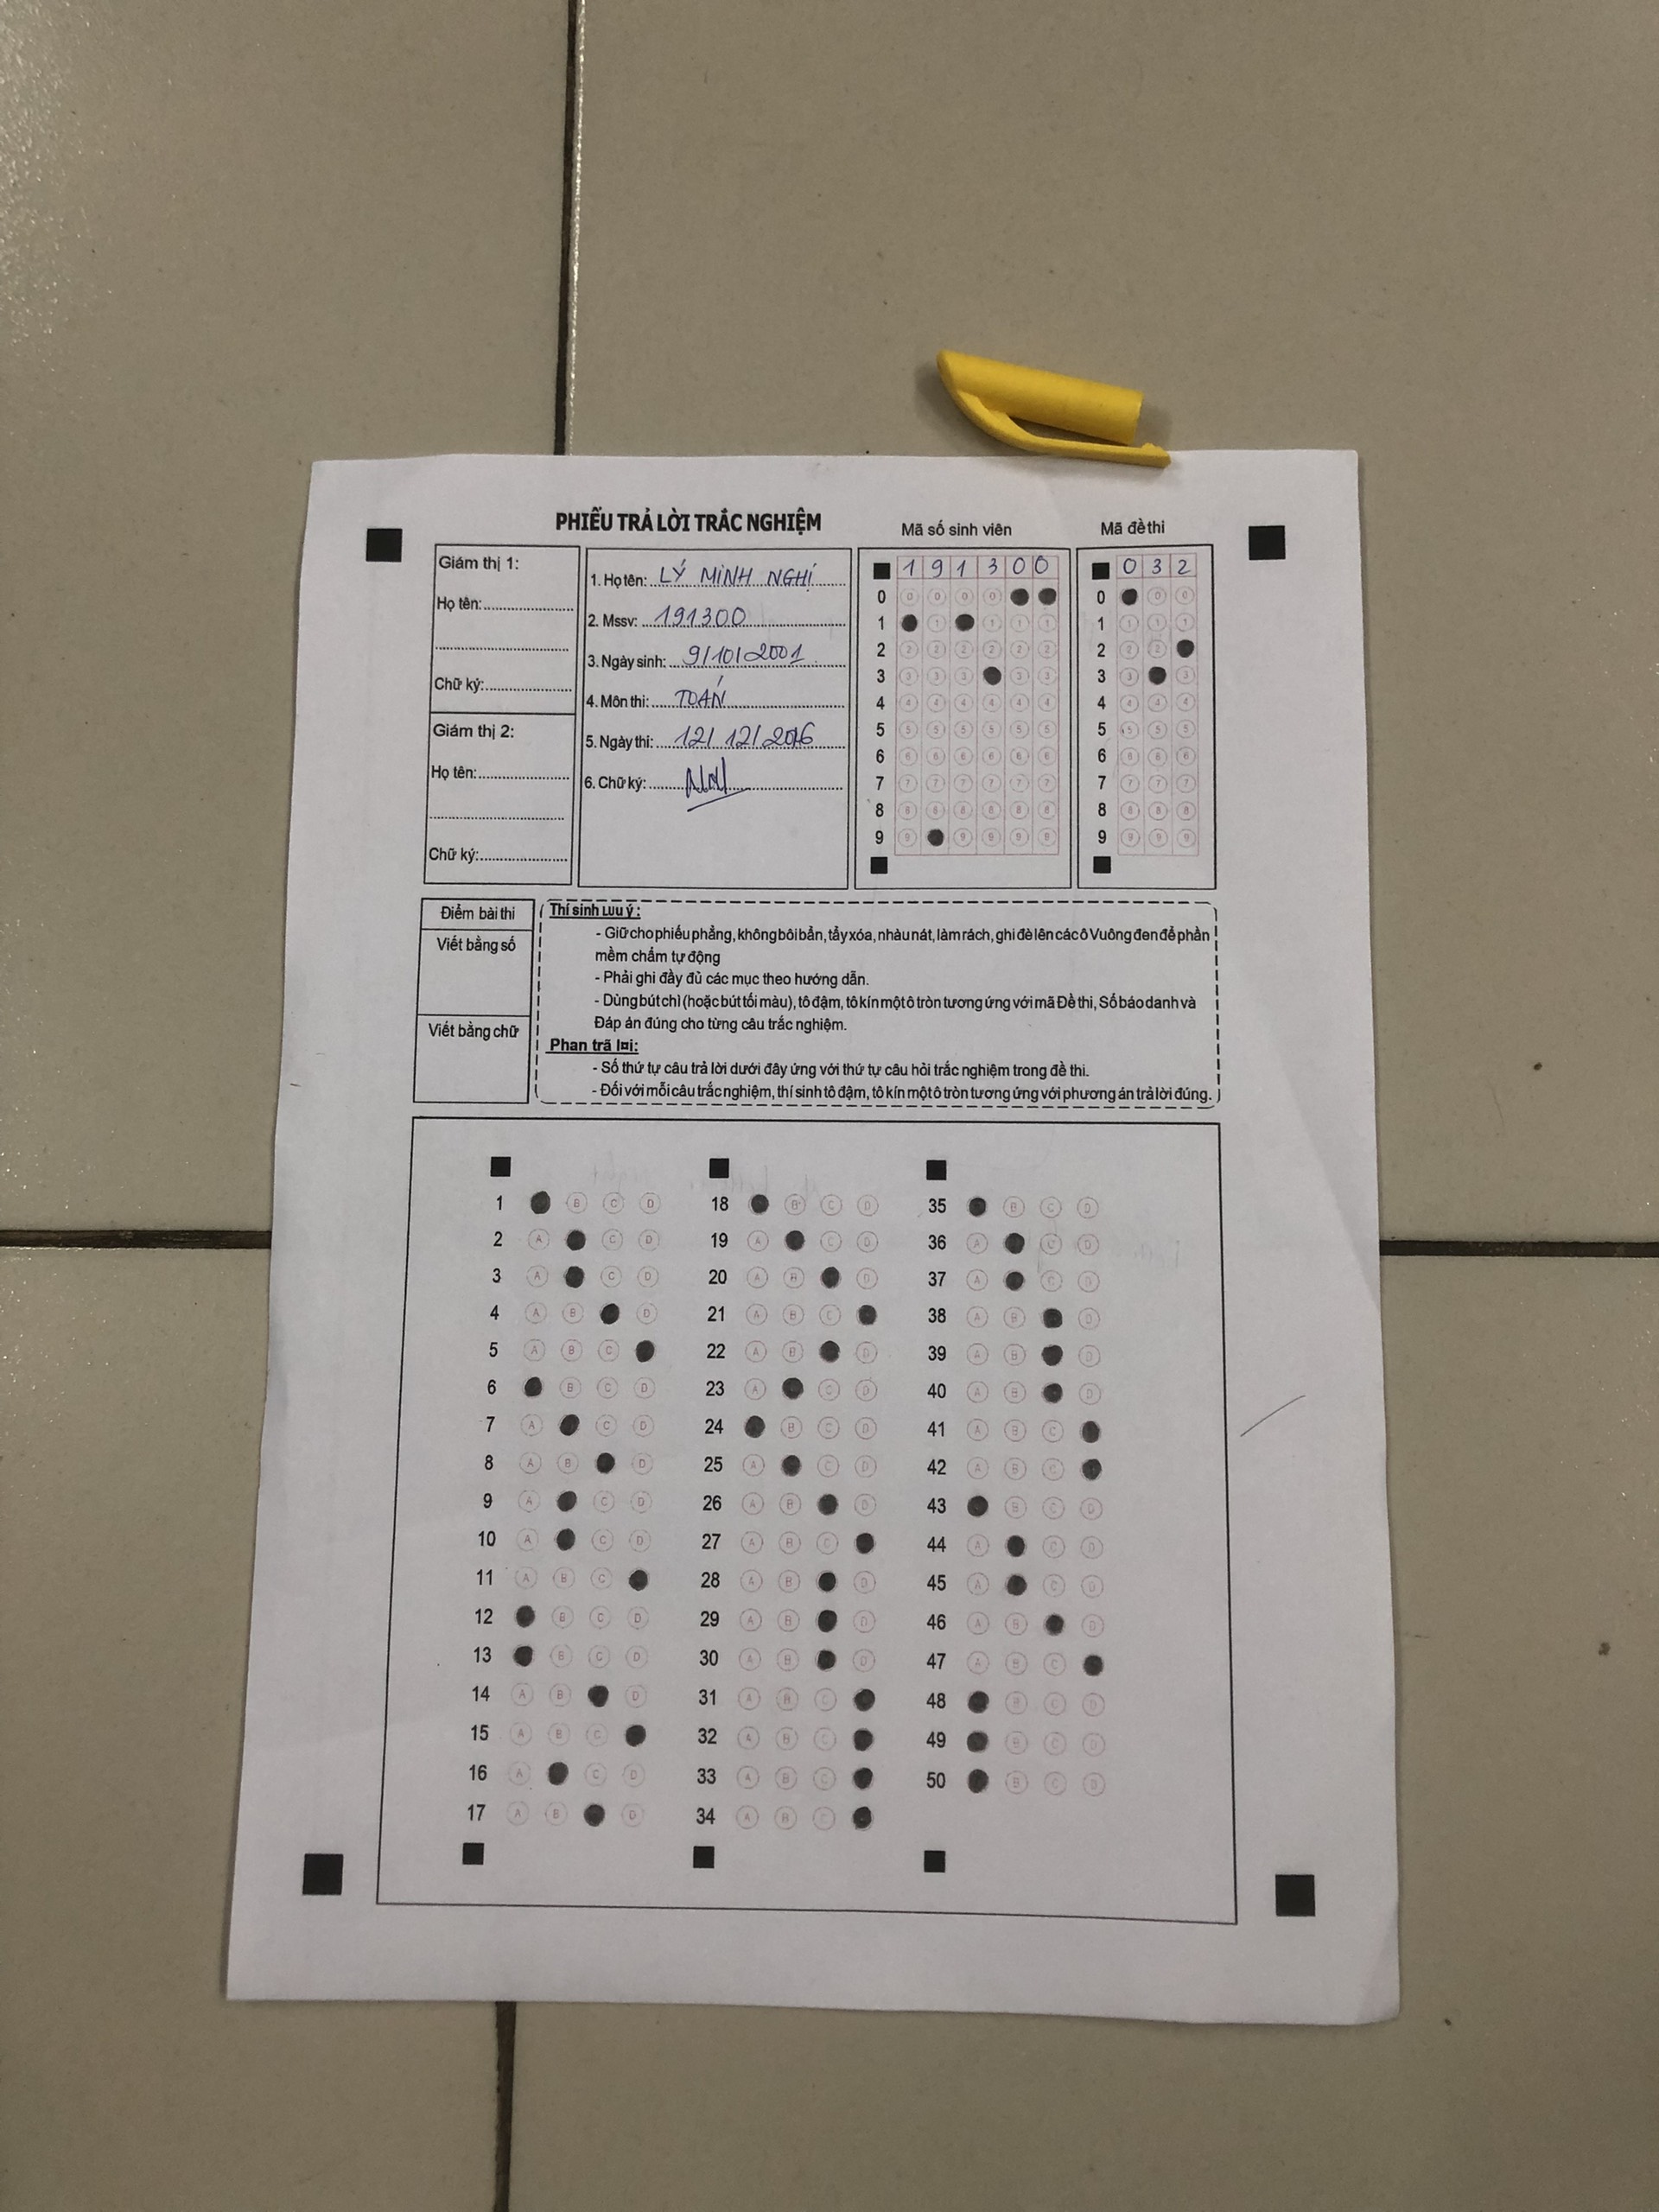 PHIẾU TRẢ LỜI TRẮC NGHIỆM
Mã số sinh viên
Mã đề thi
Giám thị 1:
Họ tên:
Chữ ký:
Giám thị 2:
Họ tên:
Chữ ký:
1. Họ tên: LÝ MINH NGHI
2. Mssv: 191300
3. Ngày sinh: 9/10/2001
4. Môn thi: TOÁN
5. Ngày thi: 12/12/2016
6. Chữ ký:
1 9 1 3 0 0
0 3 2
0 0 0 0 0 0 0
1 1 1 1 1 1 1 1
2 2 2 2 2 2 2 2 2 2
3 3 3 3 3 3 3 3 3
4 4 4 4 4 4 4 4 4 4 4
5 5 5 5 5 5 5 5 5 5 5
6 6 6 6 6 6 6 6 6 6 6
7 7 7 7 7 7 7 7 7 7 7
8 8 8 8 8 8 8 8 8 8 8
9 9 9 9 9 9 9 9 9 9
Điểm bài thi
Viết bằng số
Viết bằng chữ
Thí sinh Lưu ý:
- Giữ cho phiếu phẳng, không bôi bẩn, tẩy xóa, nhàu nát, làm rách, ghi đè lên các ô Vuông đen để phần
mềm chấm tự động
- Phải ghi đầy đủ các mục theo hướng dẫn.
- Dùng bút chì (hoặc bút tối màu), tô đậm, tô kín một ô tròn tương ứng với mã Đề thi, Số báo danh và
Đáp án đúng cho từng câu trắc nghiệm.
Phan trã lơi:
- Số thứ tự câu trả lời dưới đây ứng với thứ tự câu hỏi trắc nghiệm trong đề thi.
- Đối với mỗi câu trắc nghiệm, thí sinh tô đậm, tô kín một ô tròn tương ứng với phương án trả lời đúng.
1 B C D
2 A C D
3 A C D
4 A B D
5 A B C
6 B C D
7 A C D
8 A B D
9 A C D
10 A C D
11 A B C
12 B C D
13 B C D
14 A B D
15 A B C
16 A C D
17 A B D
18 B C D
19 A C D
20 A B D
21 A B C
22 A B D
23 A C D
24 B C D
25 A C D
26 A B D
27 A B C
28 A B D
29 A B D
30 A B D
31 A B C
32 A B C
33 A B C
34 A B C
35 B C D
36 A C D
37 A C D
38 A B D
39 A B D
40 A B D
41 A B C
42 A B C
43 B C D
44 A C D
45 A C D
46 A B D
47 A B C
48 B C D
49 B C D
50 B C D